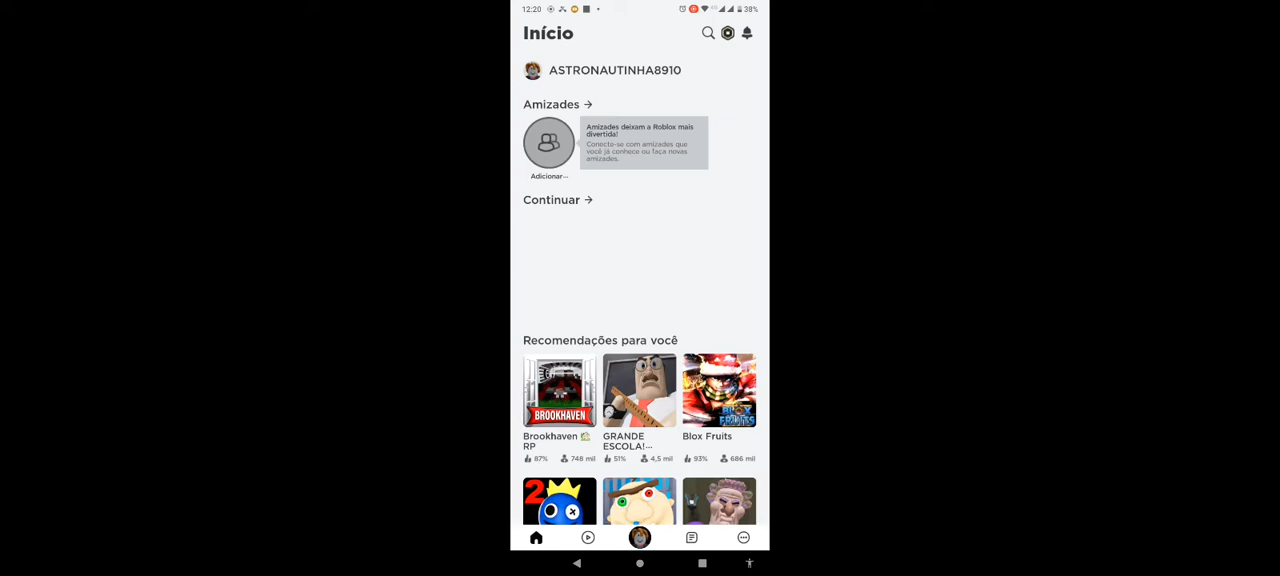 12:20
4G
38%
Início
ASTRONAUTINHA8910
Amizades →
Amizades deixam a Roblox mais
divertida!
Conecte-se com amizades que
você já conhece ou faça novas
amizades.
Adicionar...
Continuar →
Recomendações para você
BROOKHAVEN
BLOX
FRUITS
Brookhaven 🏡
RP
GRANDE
ESCOLA!...
Blox Fruits
87% 748 mil
51% 4,5 mil
93% 686 mil
2